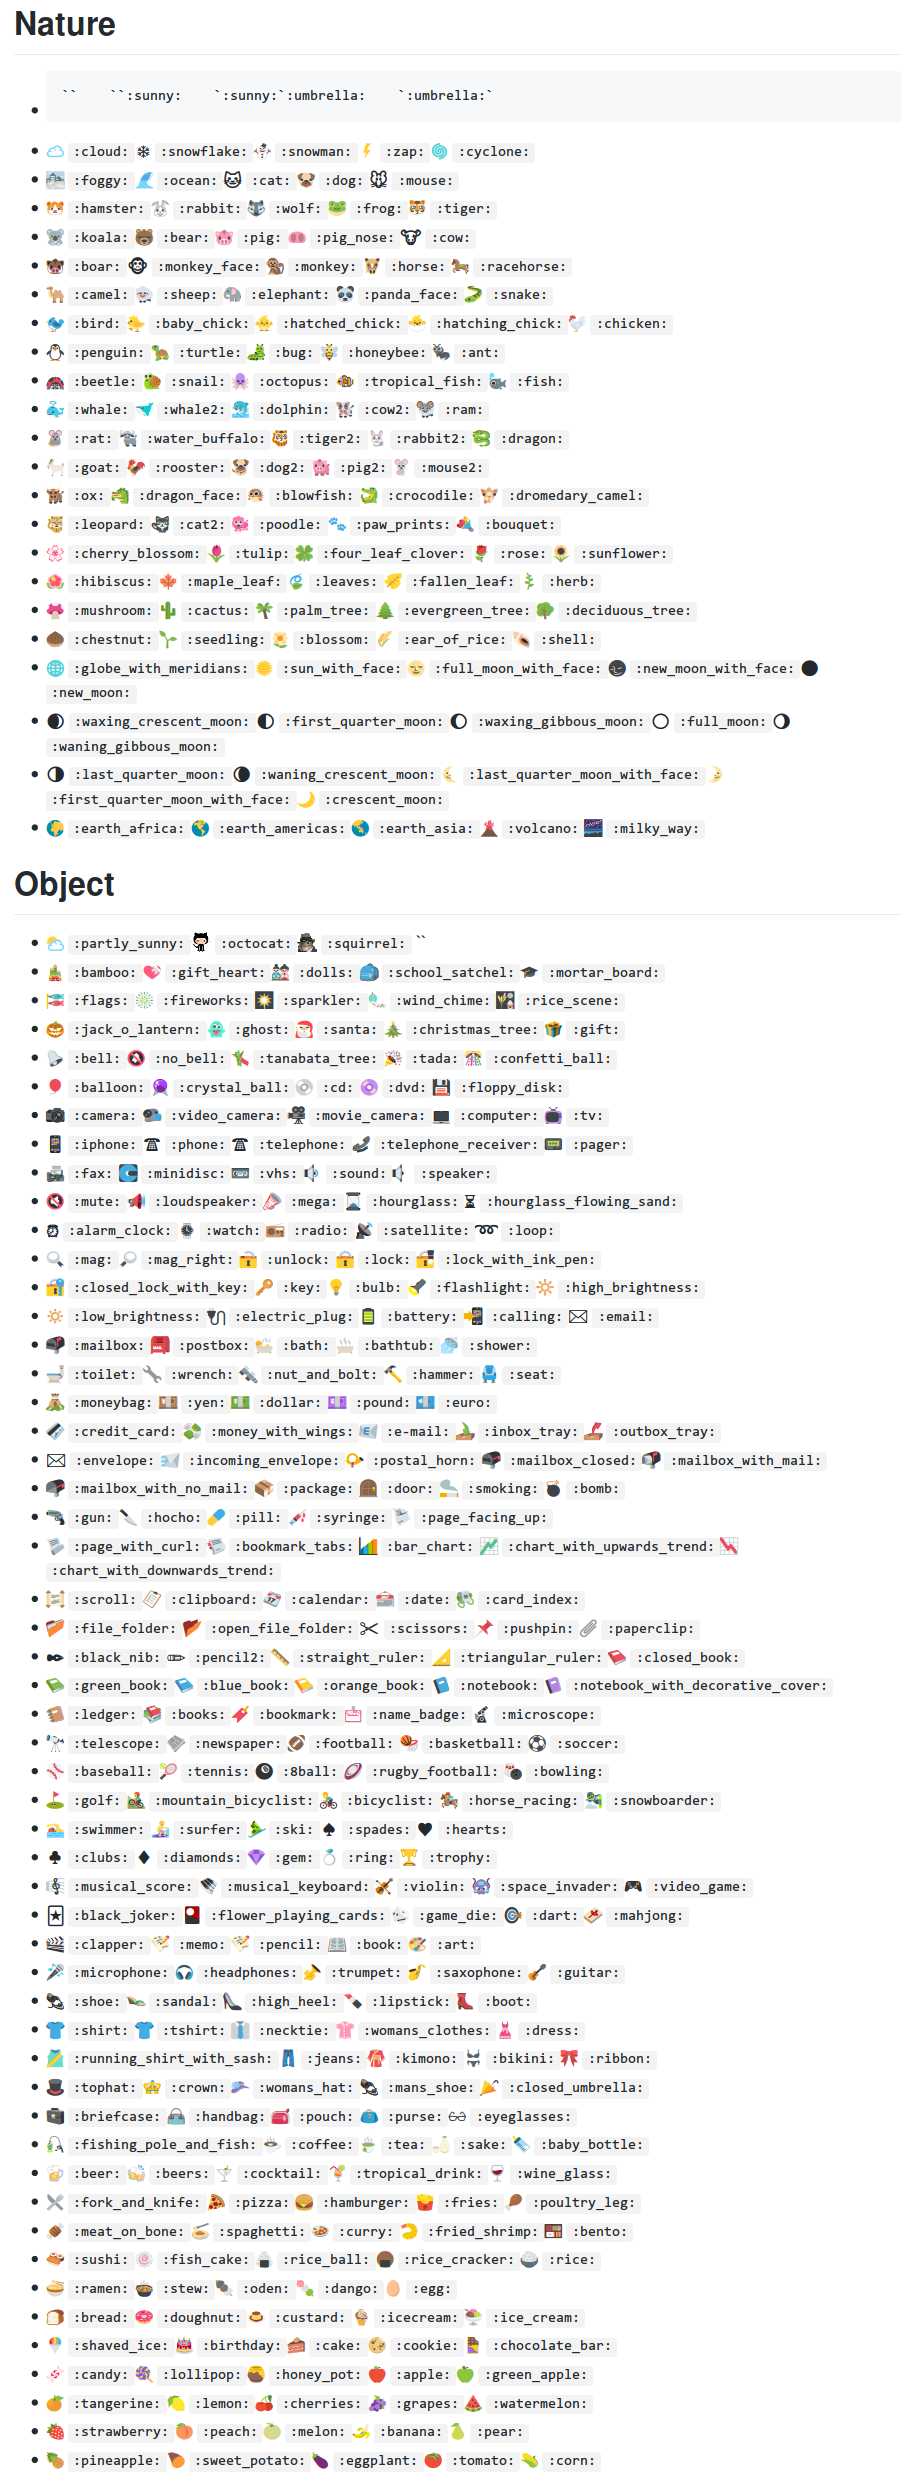 Nature
``    ``:sunny:    `:sunny:`:umbrella:    `:umbrella:`
:cloud: :snowflake: :snowman: :zap: :cyclone:
:foggy: :ocean: :cat: :dog: :mouse:
:hamster: :rabbit: :wolf: :frog: :tiger:
:koala: :bear: :pig: :pig_nose: :cow:
:boar: :monkey_face: :monkey: :horse: :racehorse:
:camel: :sheep: :elephant: :panda_face: :snake:
:bird: :baby_chick: :hatched_chick: :hatching_chick: :chicken:
:penguin: :turtle: :bug: :honeybee: :ant:
:beetle: :snail: :octopus: :tropical_fish: :fish:
:whale: :whale2: :dolphin: :cow2: :ram:
:rat: :water_buffalo: :tiger2: :rabbit2: :dragon:
:goat: :rooster: :dog2: :pig2: :mouse2:
:ox: :dragon_face: :blowfish: :crocodile: :dromedary_camel:
:leopard: :cat2: :poodle: :paw_prints: :bouquet:
:cherry_blossom: :tulip: :four_leaf_clover: :rose: :sunflower:
:hibiscus: :maple_leaf: :leaves: :fallen_leaf: :herb:
:mushroom: :cactus: :palm_tree: :evergreen_tree: :deciduous_tree:
:chestnut: :seedling: :blossom: :ear_of_rice: :shell:
:globe_with_meridians: :sun_with_face: :full_moon_with_face: :new_moon_with_face:
:new_moon:
:waxing_crescent_moon: :first_quarter_moon: :waxing_gibbous_moon: :full_moon:
:waning_gibbous_moon:
:last_quarter_moon: :waning_crescent_moon: :last_quarter_moon_with_face:
:first_quarter_moon_with_face: :crescent_moon:
:earth_africa: :earth_americas: :earth_asia: :volcano: :milky_way:
Object
:partly_sunny: :octocat: :squirrel: ``
:bamboo: :gift_heart: :dolls: :school_satchel: :mortar_board:
:flags: :fireworks: :sparkler: :wind_chime: :rice_scene:
:jack_o_lantern: :ghost: :santa: :christmas_tree: :gift:
:bell: :no_bell: :tanabata_tree: :tada: :confetti_ball:
:balloon: :crystal_ball: :cd: :dvd: :floppy_disk:
:camera: :video_camera: :movie_camera: :computer: :tv:
:iphone: :phone: :telephone: :telephone_receiver: :pager:
:fax: :minidisc: :vhs: :sound: :speaker:
:mute: :loudspeaker: :mega: :hourglass: :hourglass_flowing_sand:
:alarm_clock: :watch: :radio: :satellite: :loop:
:mag: :mag_right: :unlock: :lock: :lock_with_ink_pen:
:closed_lock_with_key: :key: :bulb: :flashlight: :high_brightness:
:low_brightness: :electric_plug: :battery: :calling: :email:
:mailbox: :postbox: :bath: :bathtub: :shower:
:toilet: :wrench: :nut_and_bolt: :hammer: :seat:
:moneybag: :yen: :dollar: :pound: :euro:
:credit_card: :money_with_wings: :e-mail: :inbox_tray: :outbox_tray:
:envelope: :incoming_envelope: :postal_horn: :mailbox_closed: :mailbox_with_mail:
:mailbox_with_no_mail: :package: :door: :smoking: :bomb:
:gun: :hocho: :pill: :syringe: :page_facing_up:
:page_with_curl: :bookmark_tabs: :bar_chart: :chart_with_upwards_trend:
:chart_with_downwards_trend:
:scroll: :clipboard: :calendar: :date: :card_index:
:file_folder: :open_file_folder: :scissors: :pushpin: :paperclip:
:black_nib: :pencil2: :straight_ruler: :triangular_ruler: :closed_book:
:green_book: :blue_book: :orange_book: :notebook: :notebook_with_decorative_cover:
:ledger: :books: :bookmark: :name_badge: :microscope:
:telescope: :newspaper: :football: :basketball: :soccer:
:baseball: :tennis: :8ball: :rugby_football: :bowling:
:golf: :mountain_bicyclist: :bicyclist: :horse_racing: :snowboarder:
:swimmer: :surfer: :ski: :spades: :hearts:
:clubs: :diamonds: :gem: :ring: :trophy:
:musical_score: :musical_keyboard: :violin: :space_invader: :video_game:
:black_joker: :flower_playing_cards: :game_die: :dart: :mahjong:
:clapper: :memo: :pencil: :book: :art:
:microphone: :headphones: :trumpet: :saxophone: :guitar:
:shoe: :sandal: :high_heel: :lipstick: :boot:
:shirt: :tshirt: :necktie: :womans_clothes: :dress:
:running_shirt_with_sash: :jeans: :kimono: :bikini: :ribbon:
:tophat: :crown: :womans_hat: :mans_shoe: :closed_umbrella:
:briefcase: :handbag: :pouch: :purse: :eyeglasses:
:fishing_pole_and_fish: :coffee: :tea: :sake: :baby_bottle:
:beer: :beers: :cocktail: :tropical_drink: :wine_glass:
:fork_and_knife: :pizza: :hamburger: :fries: :poultry_leg:
:meat_on_bone: :spaghetti: :curry: :fried_shrimp: :bento:
:sushi: :fish_cake: :rice_ball: :rice_cracker: :rice:
:ramen: :stew: :oden: :dango: :egg:
:bread: :doughnut: :custard: :icecream: :ice_cream:
:shaved_ice: :birthday: :cake: :cookie: :chocolate_bar:
:candy: :lollipop: :honey_pot: :apple: :green_apple:
:tangerine: :lemon: :cherries: :grapes: :watermelon:
:strawberry: :peach: :melon: :banana: :pear:
:pineapple: :sweet_potato: :eggplant: :tomato: :corn: